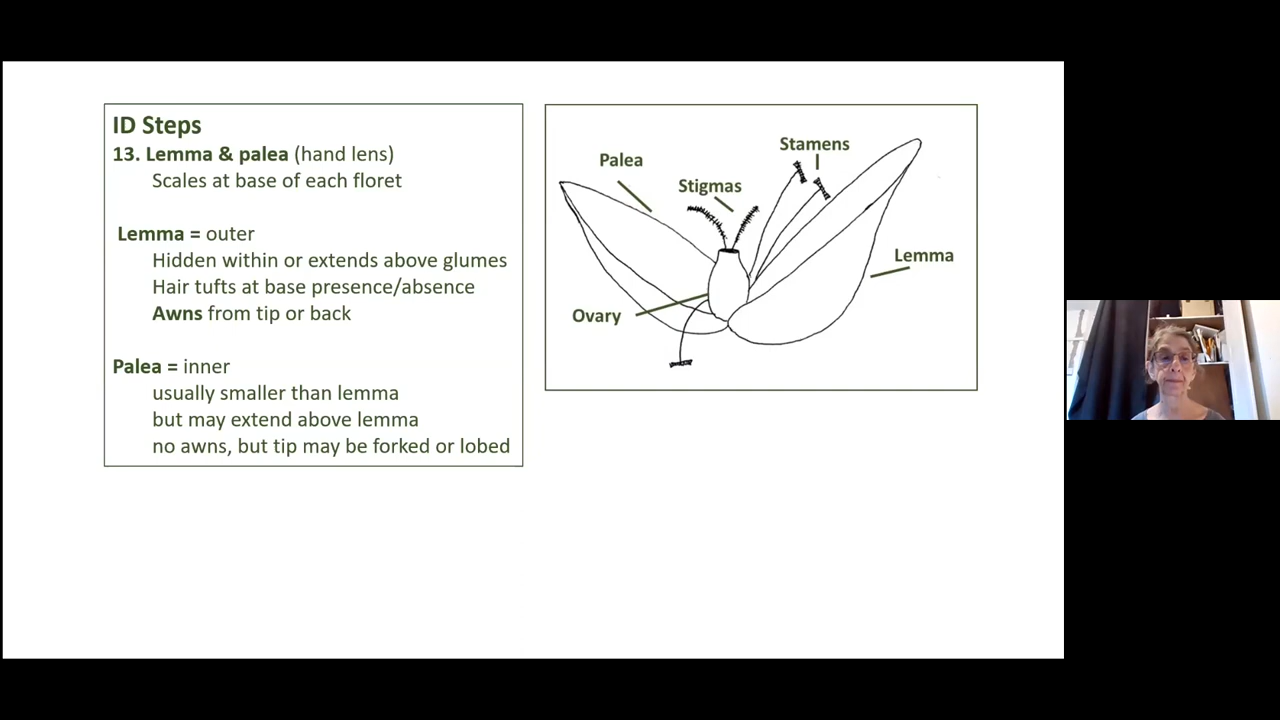 ID Steps
13. Lemma & palea (hand lens)
Scales at base of each floret
Lemma = outer
Hidden within or extends above glumes
Hair tufts at base presence/absence
Awns from tip or back
Palea = inner
usually smaller than lemma
but may extend above lemma
no awns, but tip may be forked or lobed
Stamens
Palea
Stigmas
Lemma
Ovary